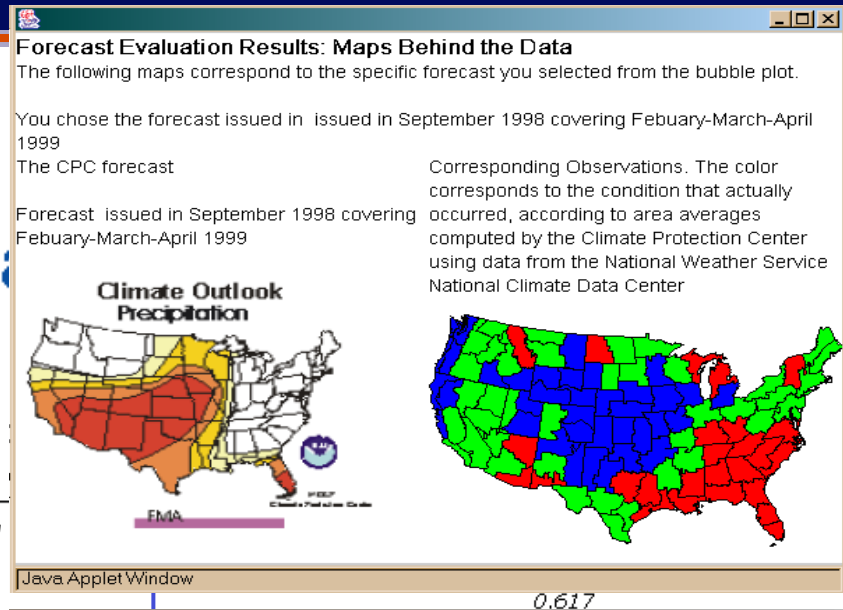 Forecast Evaluation Results: Maps Behind the Data
The following maps correspond to the specific forecast you selected from the bubble plot.
You chose the forecast issued in  issued in September 1998 covering Febuary-March-April
1999
The CPC forecast
Forecast  issued in September 1998 covering
Febuary-March-April 1999
Corresponding Observations. The color
corresponds to the condition that actually
occurred, according to area averages
computed by the Climate Protection Center
using data from the National Weather Service
National Climate Data Center
Climate Outlook
Precipitation
FMA
Java Applet Window
0.617